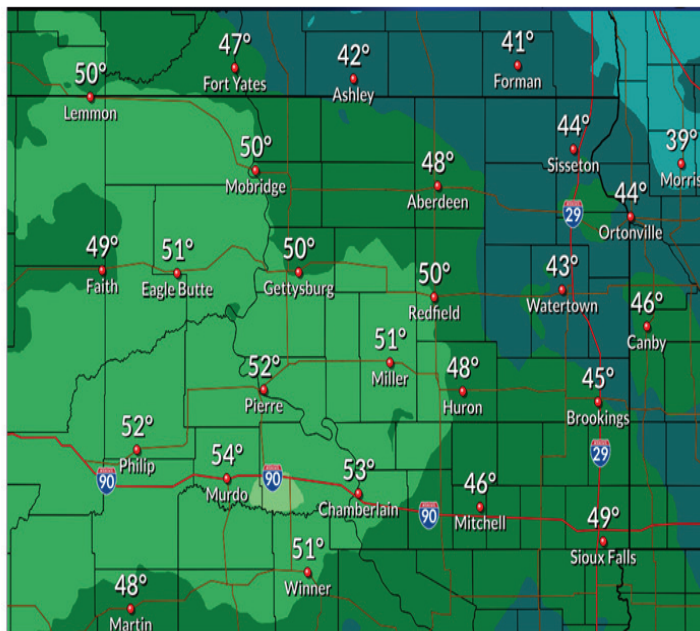 47°
Fort Yates
42°
Ashley
41°
Forman
50°
Lemmon
44°
Sisseton
39°
Morris
50°
Mobridge
48°
Aberdeen
44°
Ortonville
29
49°
Faith
51°
Eagle Butte
50°
Gettysburg
50°
Redfield
43°
Watertown
46°
Canby
51°
Miller
52°
Pierre
48°
Huron
45°
Brookings
29
52°
Philip
90
54°
Murdo
90
53°
Chamberlain
90
46°
Mitchell
49°
Sioux Falls
51°
Winner
48°
Martin